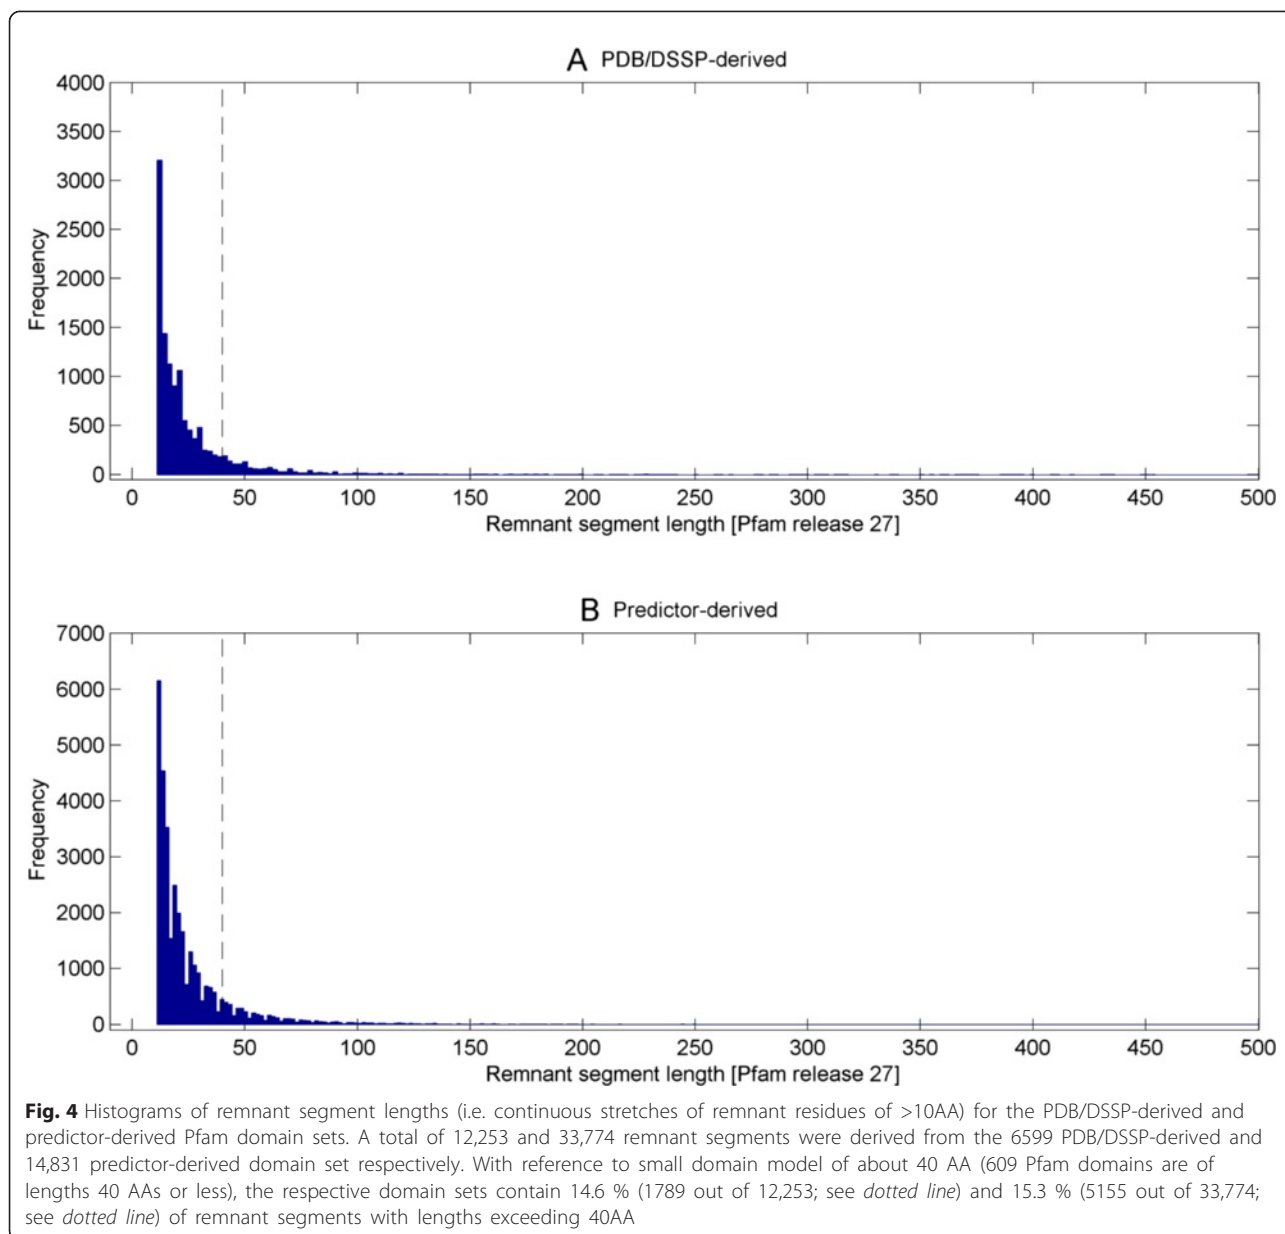 A PDB/DSSP-derived
4000
3500
3000
2500
2000
1500
1000
500
0
Frequency
0 50 100 150 200 250 300 350 400 450 500
Remnant segment length [Pfam release 27]
B Predictor-derived
7000
6000
5000
4000
3000
2000
1000
0
Frequency
0 50 100 150 200 250 300 350 400 450 500
Remnant segment length [Pfam release 27]
Fig. 4 Histograms of remnant segment lengths (i.e. continuous stretches of remnant residues of >10AA) for the PDB/DSSP-derived and
predictor-derived Pfam domain sets. A total of 12,253 and 33,774 remnant segments were derived from the 6599 PDB/DSSP-derived and
14,831 predictor-derived domain set respectively. With reference to small domain model of about 40 AA (609 Pfam domains are of
lengths 40 AAs or less), the respective domain sets contain 14.6 % (1789 out of 12,253; see dotted line) and 15.3 % (5155 out of 33,774;
see dotted line) of remnant segments with lengths exceeding 40AA